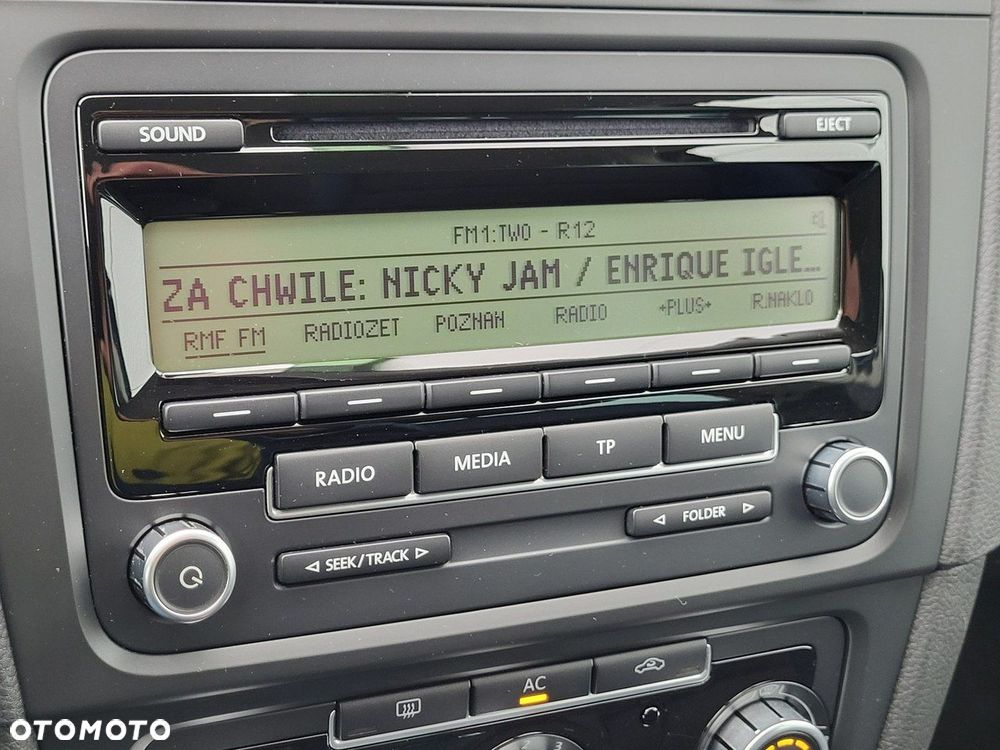 SOUND
EJECT
FM1:TWO - R12
ZA CHWILE: NICKY JAM / ENRIQUE IGLE...
RMF FM RADIOZET POZNAN RADIO +PLUS+ R.NAKLO
RADIO MEDIA TP MENU
SEEK/TRACK FOLDER
AC
OTOMOTO